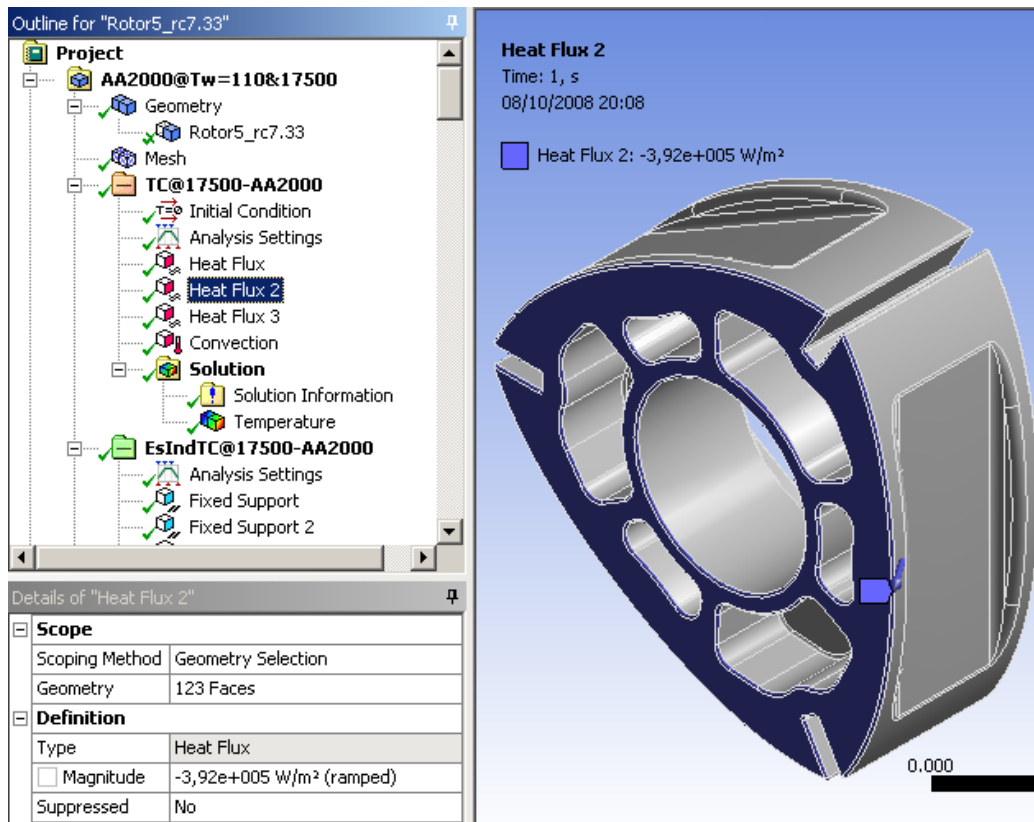 Outline for "Rotor5_rc7.33"
Project
AA2000@Tw=110&17500
Geometry
Rotor5_rc7.33
Mesh
TC@17500-AA2000
Initial Condition
Analysis Settings
Heat Flux
Heat Flux 2
Heat Flux 3
Convection
Solution
Solution Information
Temperature
EsIndTC@17500-AA2000
Analysis Settings
Fixed Support
Fixed Support 2
Details of "Heat Flux 2"
Scope
Scoping Method Geometry Selection
Geometry 123 Faces
Definition
Type Heat Flux
Magnitude -3,92e+005 W/m² (ramped)
Suppressed No
Heat Flux 2
Time: 1, s
08/10/2008 20:08
Heat Flux 2: -3,92e+005 W/m²
0.000